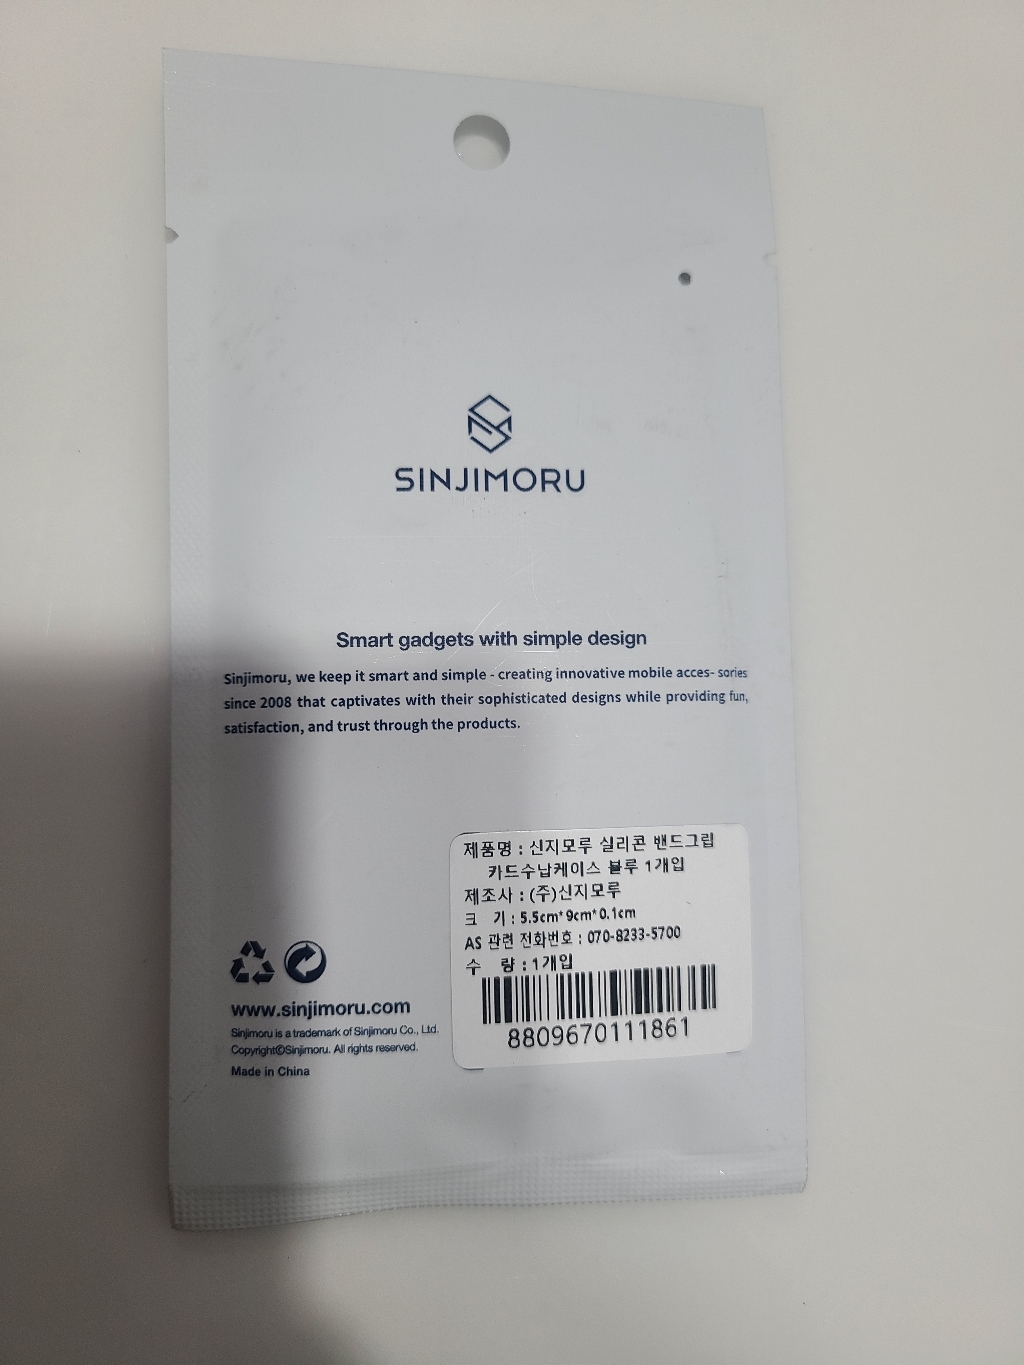 SINJIMORU
Smart gadgets with simple design
Sinjimoru, we keep it smart and simple - creating innovative mobile acces- sories
since 2008 that captivates with their sophisticated designs while providing fun,
satisfaction, and trust through the products.
제품명 : 신지모루 실리콘 밴드그립
카드수납케이스 블루 1개입
제조사 : (주)신지모루
크 기 : 5.5cm*9cm*0.1cm
AS 관련 전화번호 : 070-8233-5700
수 량 : 1개입
8809670111861
www.sinjimoru.com
Sinjimoru is a trademark of Sinjimoru Co., Ltd.
Copyright©Sinjimoru. All rights reserved.
Made in China